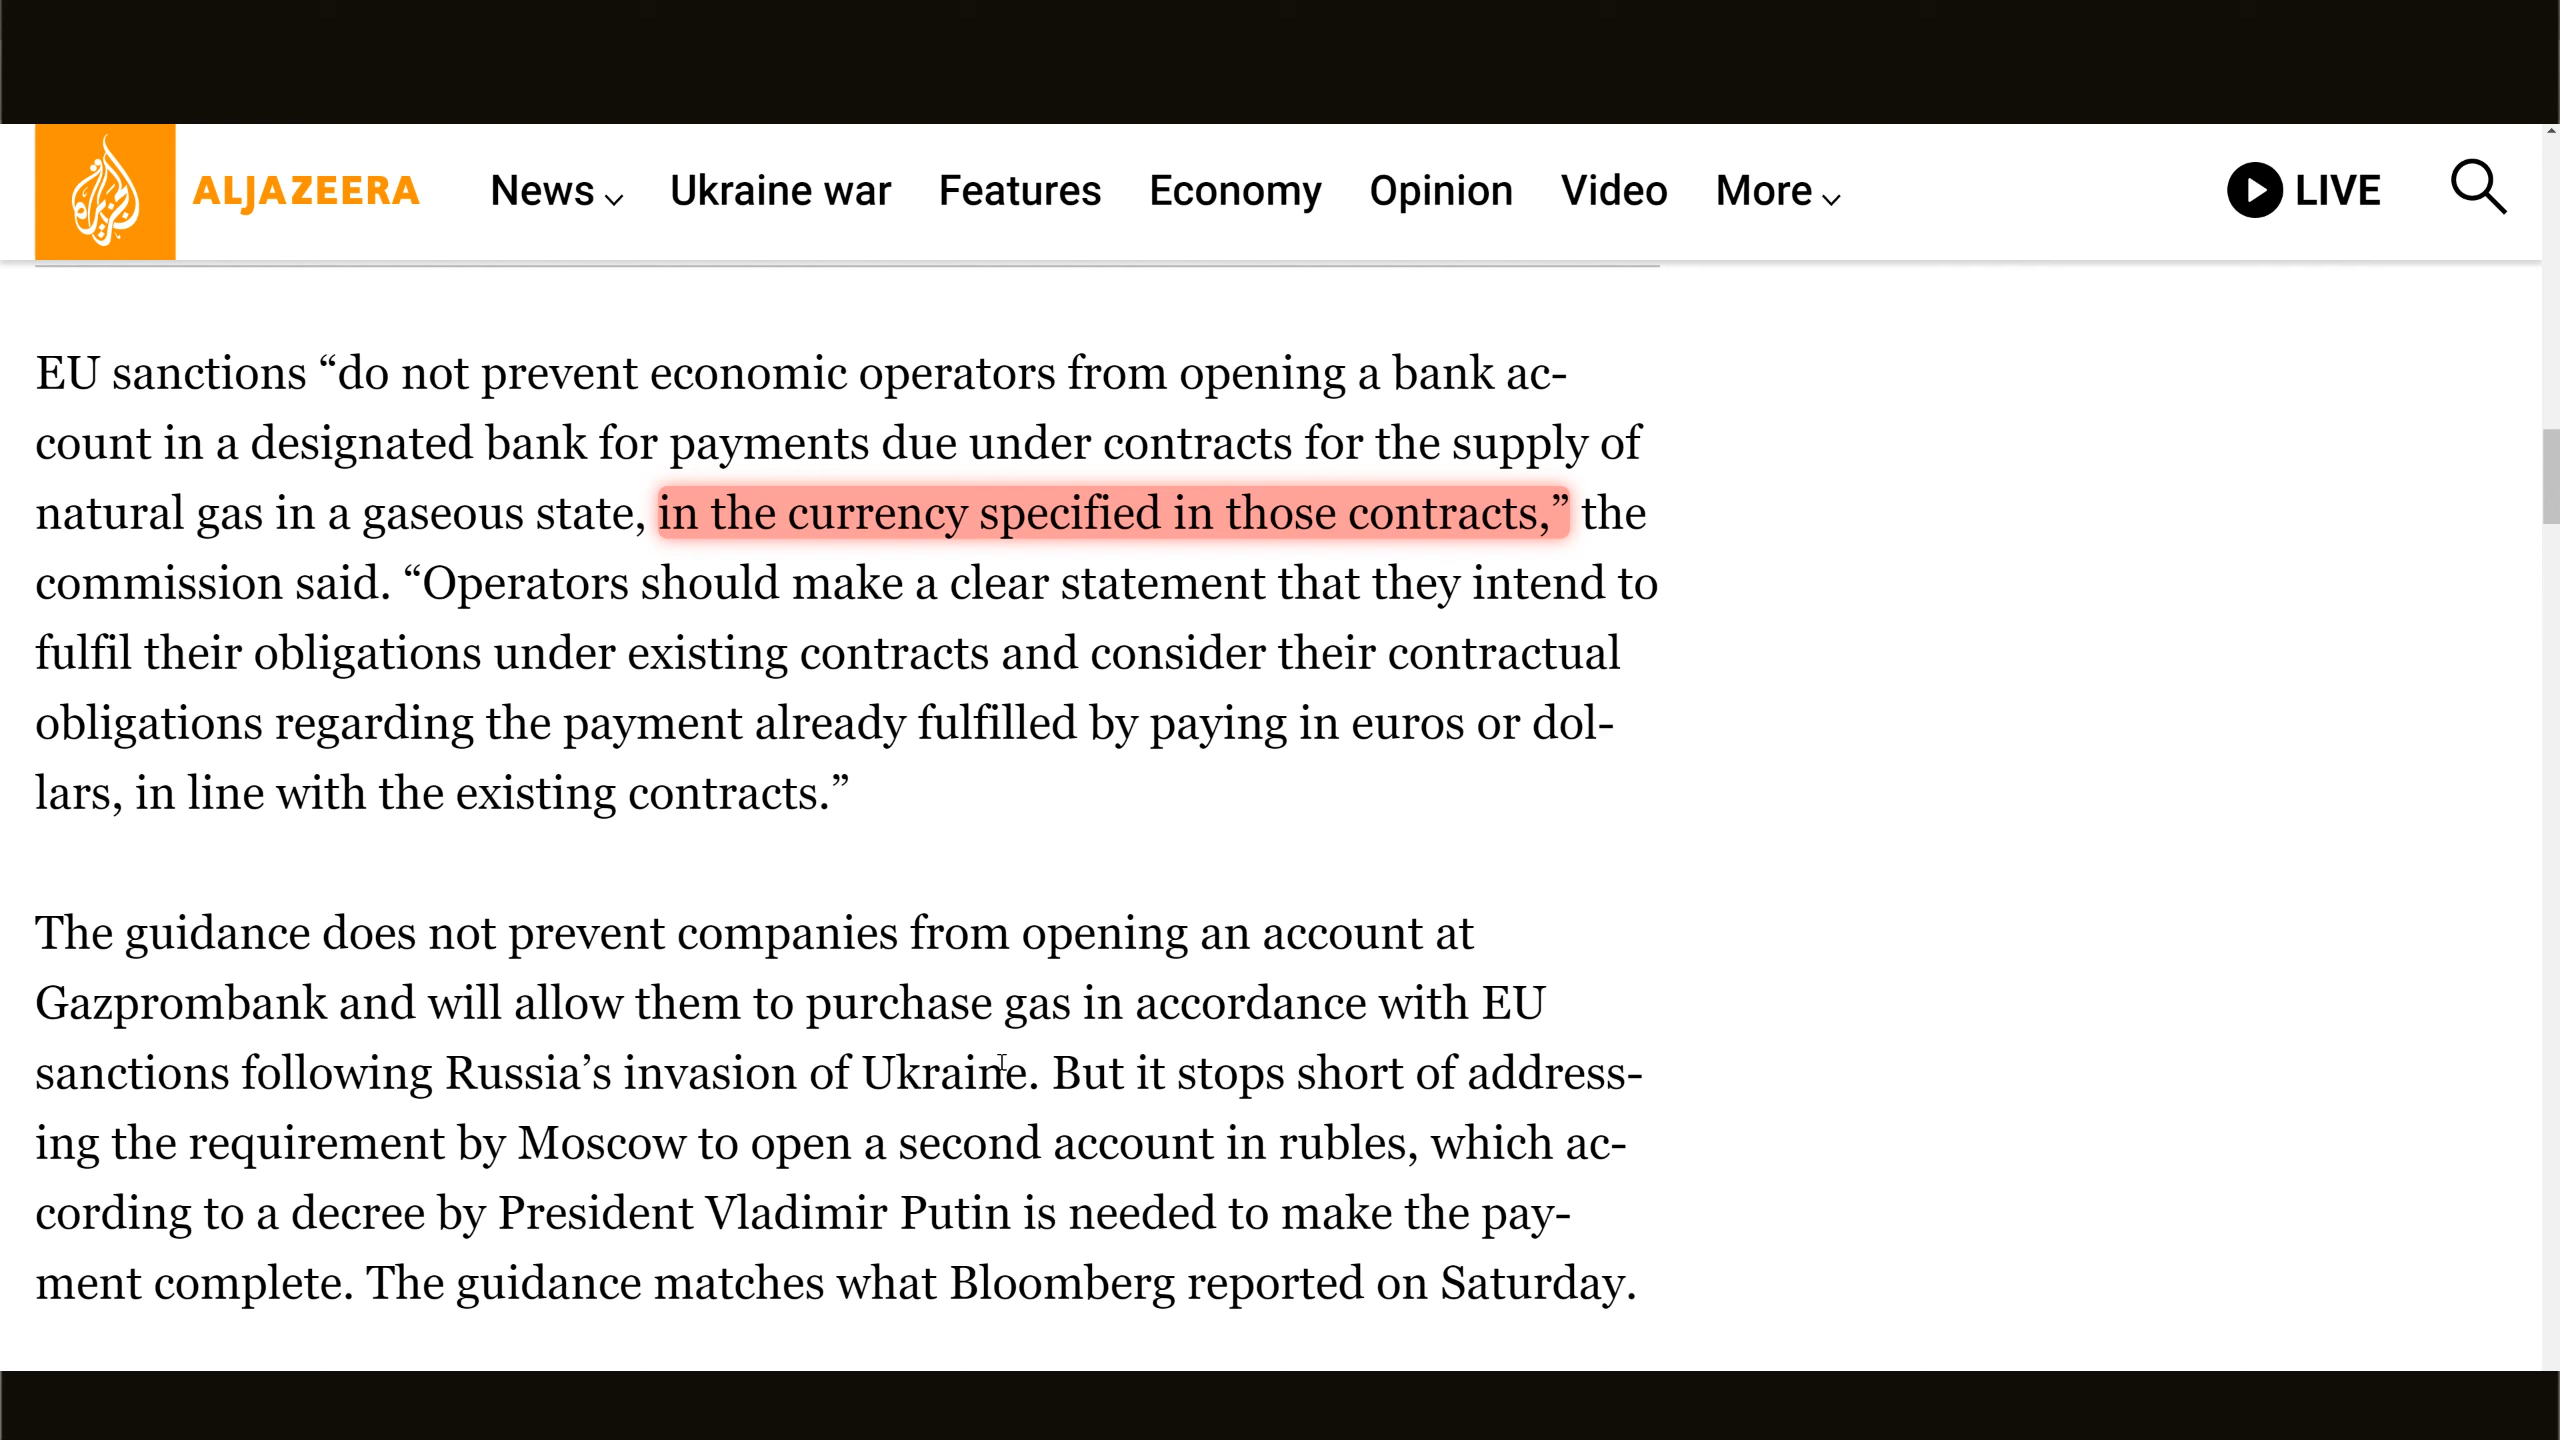 ALJAZEERA News Ukraine war Features Economy Opinion Video More LIVE
EU sanctions “do not prevent economic operators from opening a bank ac-
count in a designated bank for payments due under contracts for the supply of
natural gas in a gaseous state, in the currency specified in those contracts,” the
commission said. “Operators should make a clear statement that they intend to
fulfil their obligations under existing contracts and consider their contractual
obligations regarding the payment already fulfilled by paying in euros or dol-
lars, in line with the existing contracts.”
The guidance does not prevent companies from opening an account at
Gazprombank and will allow them to purchase gas in accordance with EU
sanctions following Russia’s invasion of Ukraine. But it stops short of address-
ing the requirement by Moscow to open a second account in rubles, which ac-
cording to a decree by President Vladimir Putin is needed to make the pay-
ment complete. The guidance matches what Bloomberg reported on Saturday.